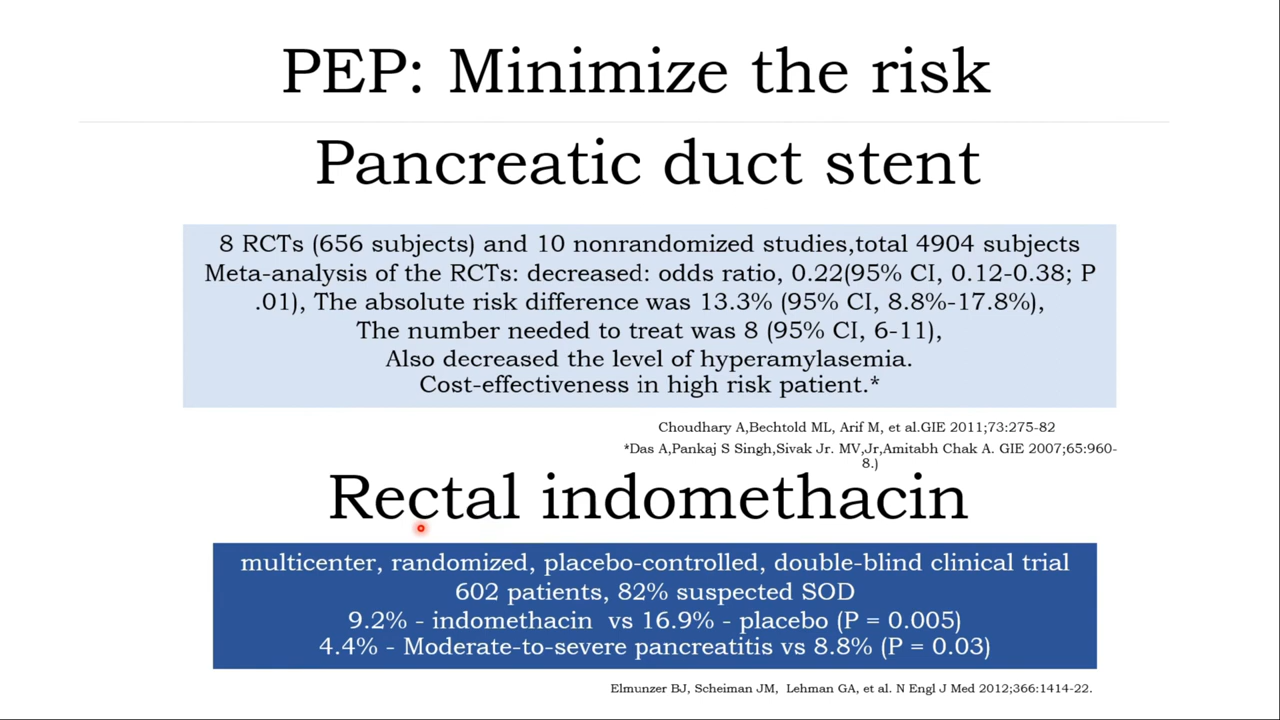 PEP: Minimize the risk
Pancreatic duct stent
8 RCTs (656 subjects) and 10 nonrandomized studies,total 4904 subjects
Meta-analysis of the RCTs: decreased: odds ratio, 0.22(95% CI, 0.12-0.38; P
.01), The absolute risk difference was 13.3% (95% CI, 8.8%-17.8%),
The number needed to treat was 8 (95% CI, 6-11),
Also decreased the level of hyperamylasemia.
Cost-effectiveness in high risk patient.*
Choudhary A,Bechtold ML, Arif M, et al.GIE 2011;73:275-82
*Das A,Pankaj S Singh,Sivak Jr. MV,Jr,Amitabh Chak A. GIE 2007;65:960-
8.)
Rectal indomethacin
multicenter, randomized, placebo-controlled, double-blind clinical trial
602 patients, 82% suspected SOD
9.2% - indomethacin vs 16.9% - placebo (P = 0.005)
4.4% - Moderate-to-severe pancreatitis vs 8.8% (P = 0.03)
Elmunzer BJ, Scheiman JM, Lehman GA, et al. N Engl J Med 2012;366:1414-22.